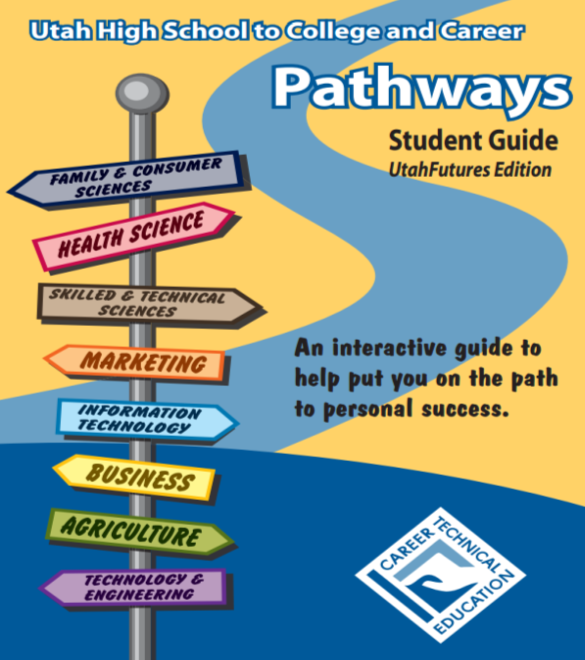 Utah High School to College and Career
Pathways
Student Guide
UtahFutures Edition
FAMILY & CONSUMER
SCIENCES
HEALTH SCIENCE
SKILLED & TECHNICAL
SCIENCES
MARKETING
INFORMATION
TECHNOLOGY
BUSINESS
AGRICULTURE
TECHNOLOGY &
ENGINEERING
An interactive guide to
help put you on the path
to personal success.
CAREER TECHNICAL
EDUCATION